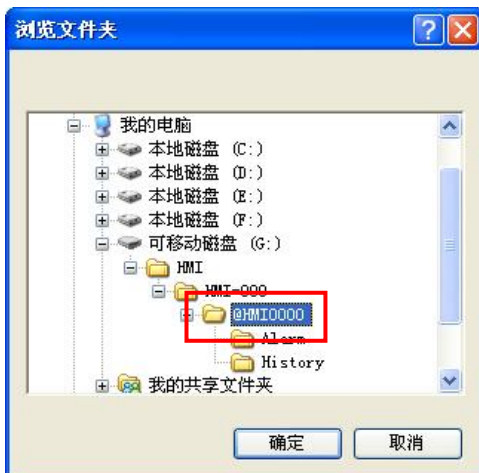 浏览文件夹
我的电脑
本地磁盘 (C:)
本地磁盘 (D:)
本地磁盘 (E:)
本地磁盘 (F:)
可移动磁盘 (G:)
HMI
HMI-000
@HMI0000
Alarm
History
我的共享文件夹
确定 取消